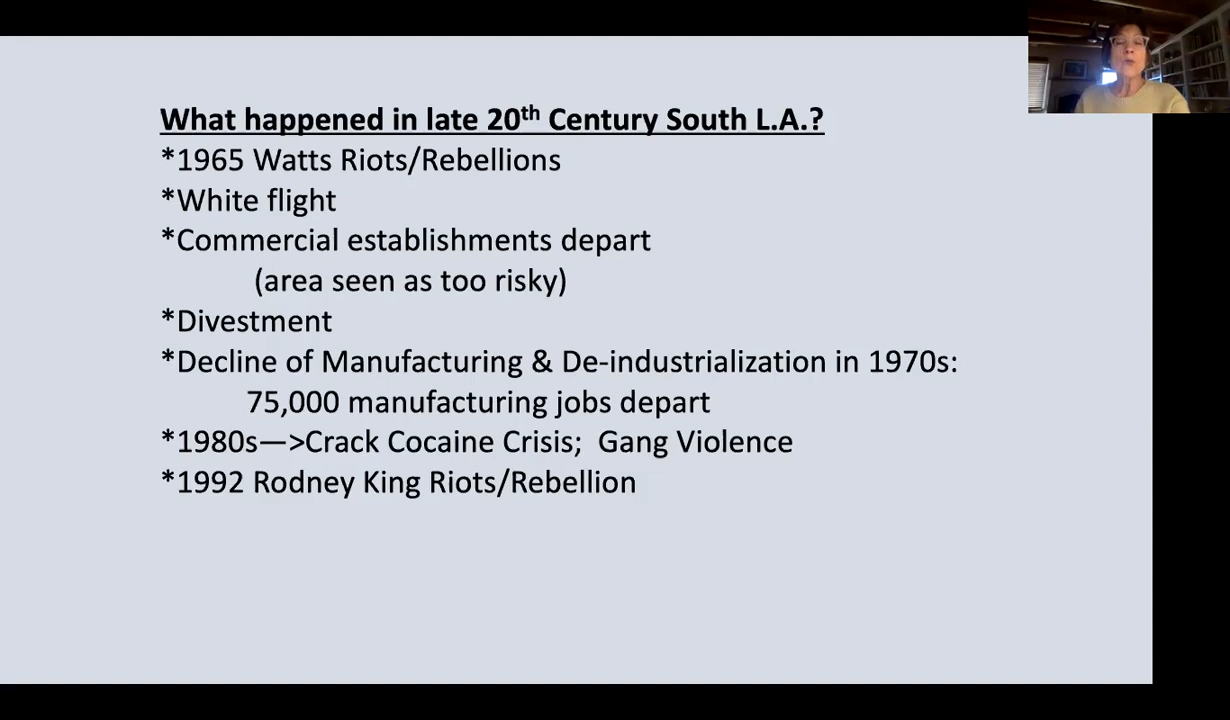 What happened in late 20th Century South L.A.?
*1965 Watts Riots/Rebellions
*White flight
*Commercial establishments depart
(area seen as too risky)
*Divestment
*Decline of Manufacturing & De-industrialization in 1970s:
75,000 manufacturing jobs depart
*1980s—>Crack Cocaine Crisis;  Gang Violence
*1992 Rodney King Riots/Rebellion